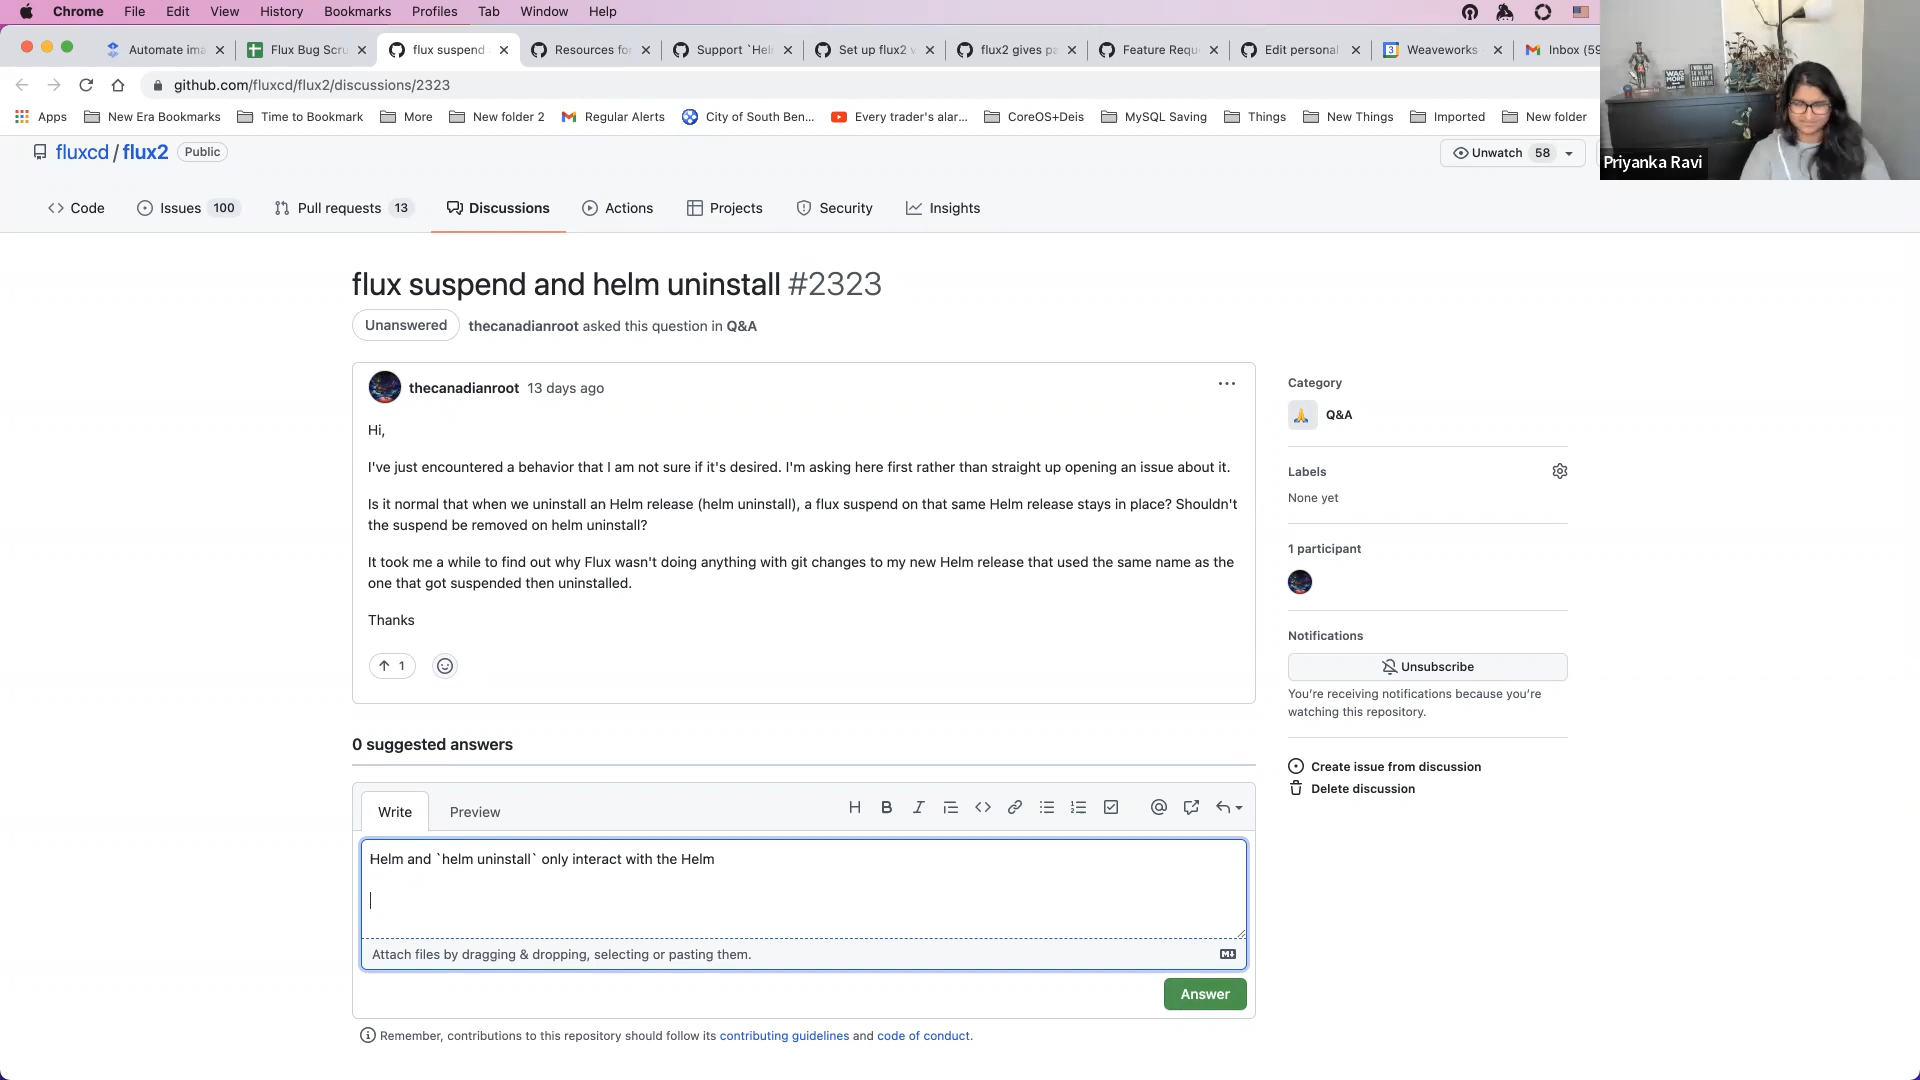 Chrome File Edit View History Bookmarks Profiles Tab Window Help
Automate ima Flux Bug Scru flux suspend Resources for Support `Hel Set up flux2 v flux2 gives pa Feature Requ Edit personal Weaveworks Inbox (59
github.com/fluxcd/flux2/discussions/2323
Apps New Era Bookmarks Time to Bookmark More New folder 2 Regular Alerts City of South Ben... Every trader's alar... CoreOS+Deis MySQL Saving Things New Things Imported New folder
fluxcd / flux2 Public
Unwatch 58
Priyanka Ravi
Code Issues 100 Pull requests 13 Discussions Actions Projects Security Insights
flux suspend and helm uninstall #2323
Unanswered thecanadianroot asked this question in Q&A
thecanadianroot 13 days ago
Hi,
I've just encountered a behavior that I am not sure if it's desired. I'm asking here first rather than straight up opening an issue about it.
Is it normal that when we uninstall an Helm release (helm uninstall), a flux suspend on that same Helm release stays in place? Shouldn't
the suspend be removed on helm uninstall?
It took me a while to find out why Flux wasn't doing anything with git changes to my new Helm release that used the same name as the
one that got suspended then uninstalled.
Thanks
1
Category
Q&A
Labels
None yet
1 participant
Notifications
Unsubscribe
You're receiving notifications because you're
watching this repository.
Create issue from discussion
Delete discussion
0 suggested answers
Write Preview
Helm and `helm uninstall` only interact with the Helm
Attach files by dragging & dropping, selecting or pasting them.
Answer
Remember, contributions to this repository should follow its contributing guidelines and code of conduct.